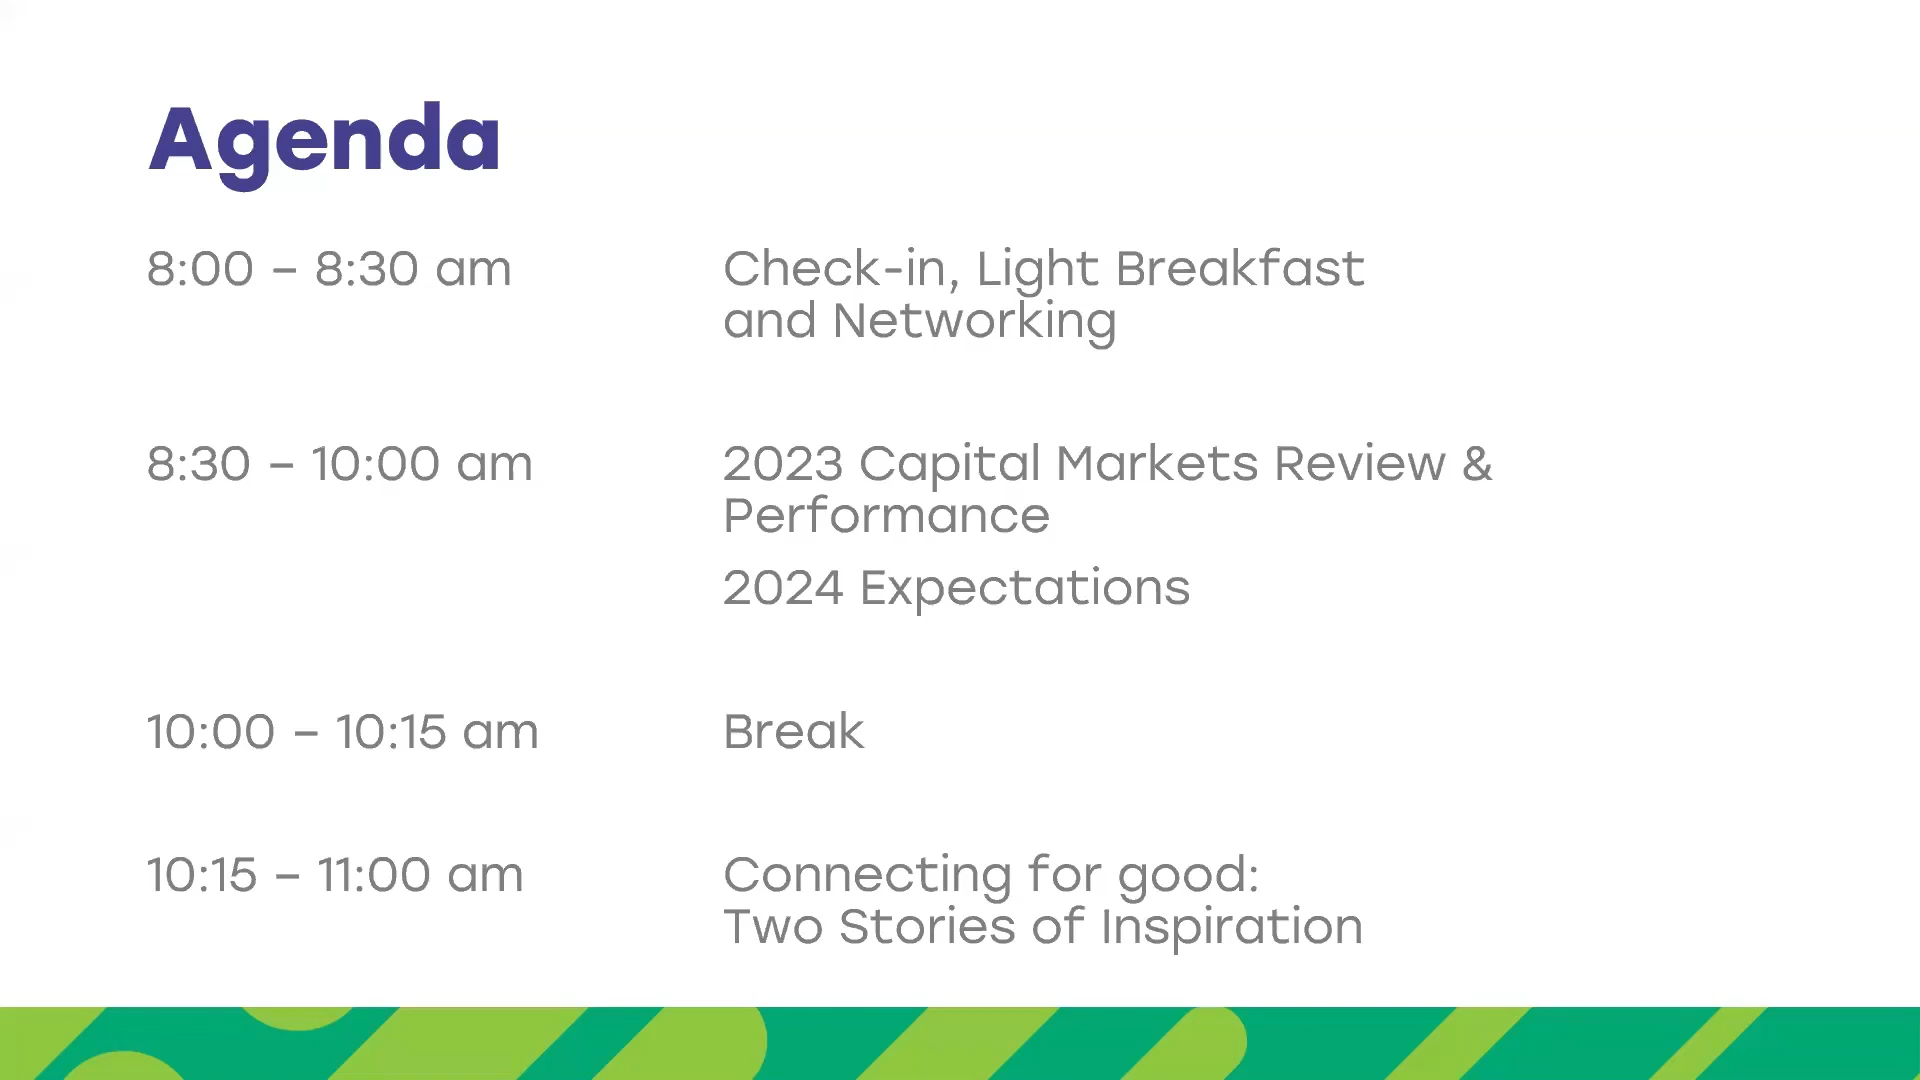 Agenda
8:00 – 8:30 am
Check-in, Light Breakfast
and Networking
8:30 – 10:00 am
2023 Capital Markets Review &
Performance
2024 Expectations
10:00 – 10:15 am
Break
10:15 – 11:00 am
Connecting for good:
Two Stories of Inspiration